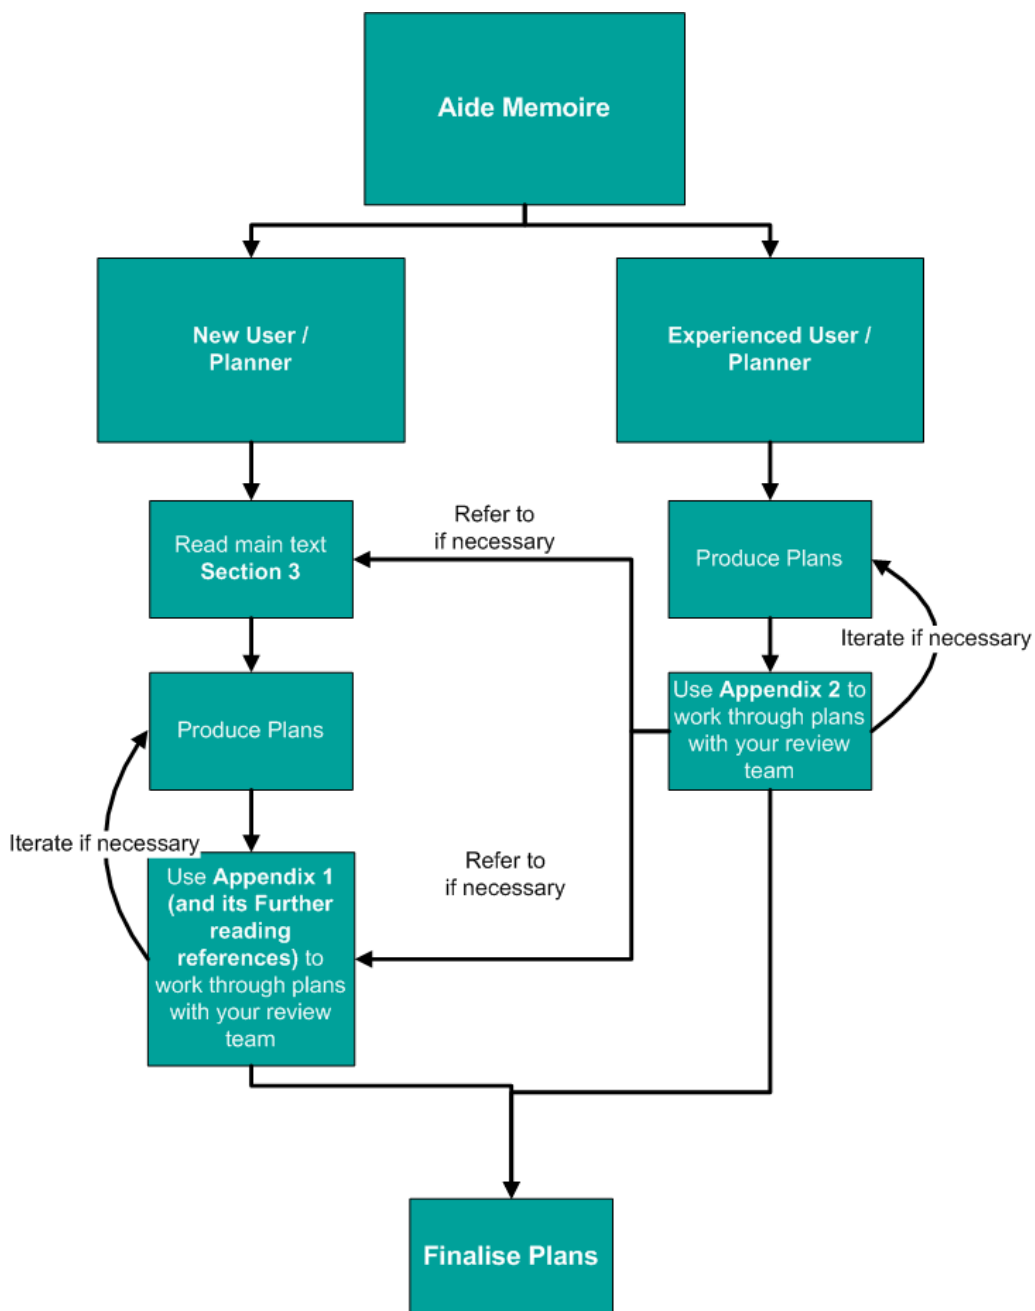 Aide Memoire
New User /
Planner
Experienced User /
Planner
Read main text
Section 3
Refer to
if necessary
Produce Plans
Iterate if necessary
Produce Plans
Use Appendix 2 to
work through plans
with your review
team
Iterate if necessary
Use Appendix 1
(and its Further
reading
references) to
work through plans
with your review
team
Refer to
if necessary
Finalise Plans